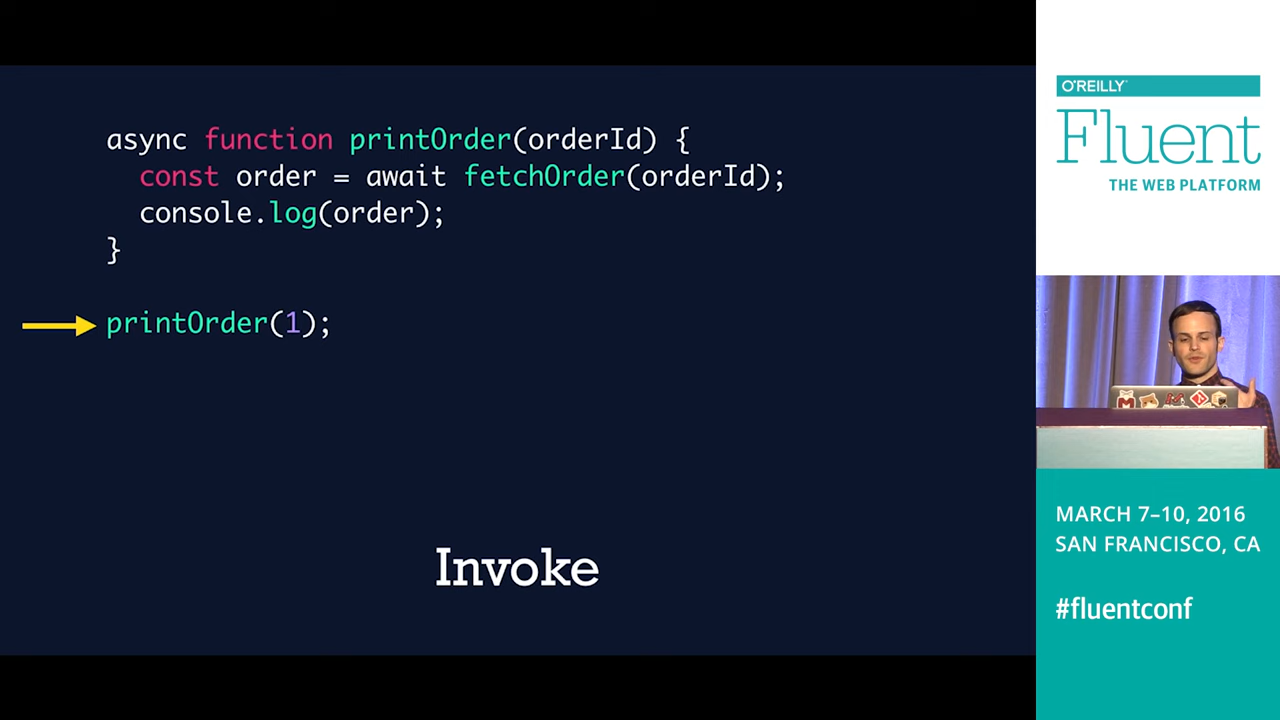 async function printOrder(orderId) {
  const order = await fetchOrder(orderId);
  console.log(order);
}
printOrder(1);
Invoke
O'REILLY®
Fluent
THE WEB PLATFORM
MARCH 7–10, 2016
SAN FRANCISCO, CA
#fluentconf